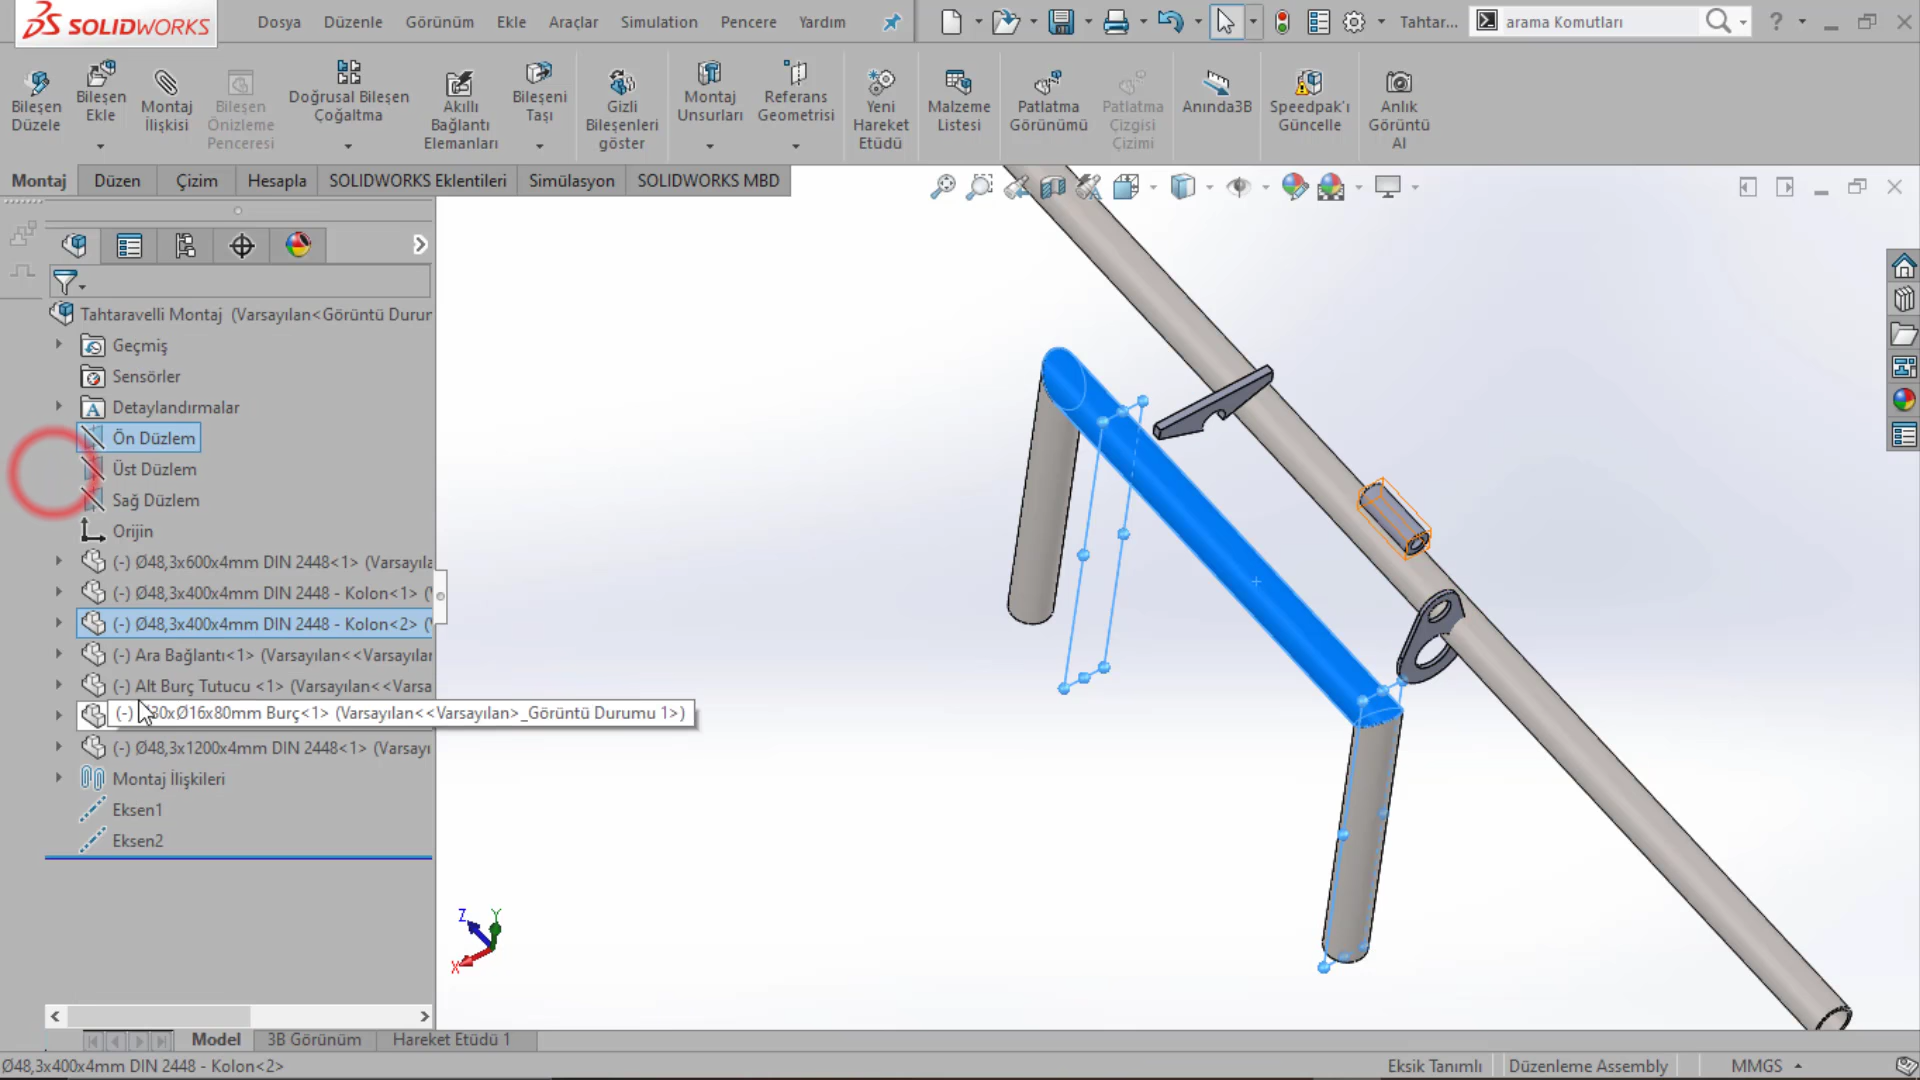 SOLIDWORKS
Dosya
Düzenle
Görünüm
Ekle
Araçlar
Simulation
Pencere
Yardım
Tahtar...
arama Komutları
?
Bileşen
Düzele
Bileşen
Ekle
Montaj
İlişkisi
Bileşen
Önizleme
Penceresi
Doğrusal Bileşen
Çoğaltma
Akıllı
Bağlantı
Elemanları
Bileşeni
Taşı
Gizli
Bileşenleri
göster
Montaj
Unsurları
Referans
Geometrisi
Yeni
Hareket
Etüdü
Malzeme
Listesi
Patlatma
Görünümü
Patlatma
Çizgisi
Çizimi
Anında3B
Speedpak'ı
Güncelle
Anlık
Görüntü
Al
Montaj
Düzen
Çizim
Hesapla
SOLIDWORKS Eklentileri
Simülasyon
SOLIDWORKS MBD
Tahtaravelli Montaj (Varsayılan<Görüntü Durur
Geçmiş
Sensörler
Detaylandırmalar
Ön Düzlem
Üst Düzlem
Sağ Düzlem
Orijin
(-) Ø48,3x600x4mm DIN 2448<1> (Varsayıla
(-) Ø48,3x400x4mm DIN 2448 - Kolon<1> (
(-) Ø48,3x400x4mm DIN 2448 - Kolon<2> (
(-) Ara Bağlantı<1> (Varsayılan<<Varsayılar
(-) Alt Burç Tutucu <1> (Varsayılan<<Varsa
(-) 30xØ16x80mm Burç<1> (Varsayılan<<Varsayılan>_Görüntü Durumu 1>)
(-) Ø48,3x1200x4mm DIN 2448<1> (Varsayı
Montaj İlişkileri
Eksen1
Eksen2
Z
Y
X
Model
3B Görünüm
Hareket Etüdü 1
Ø48,3x400x4mm DIN 2448 - Kolon<2>
Eksik Tanımlı
Düzenleme Assembly
MMGS